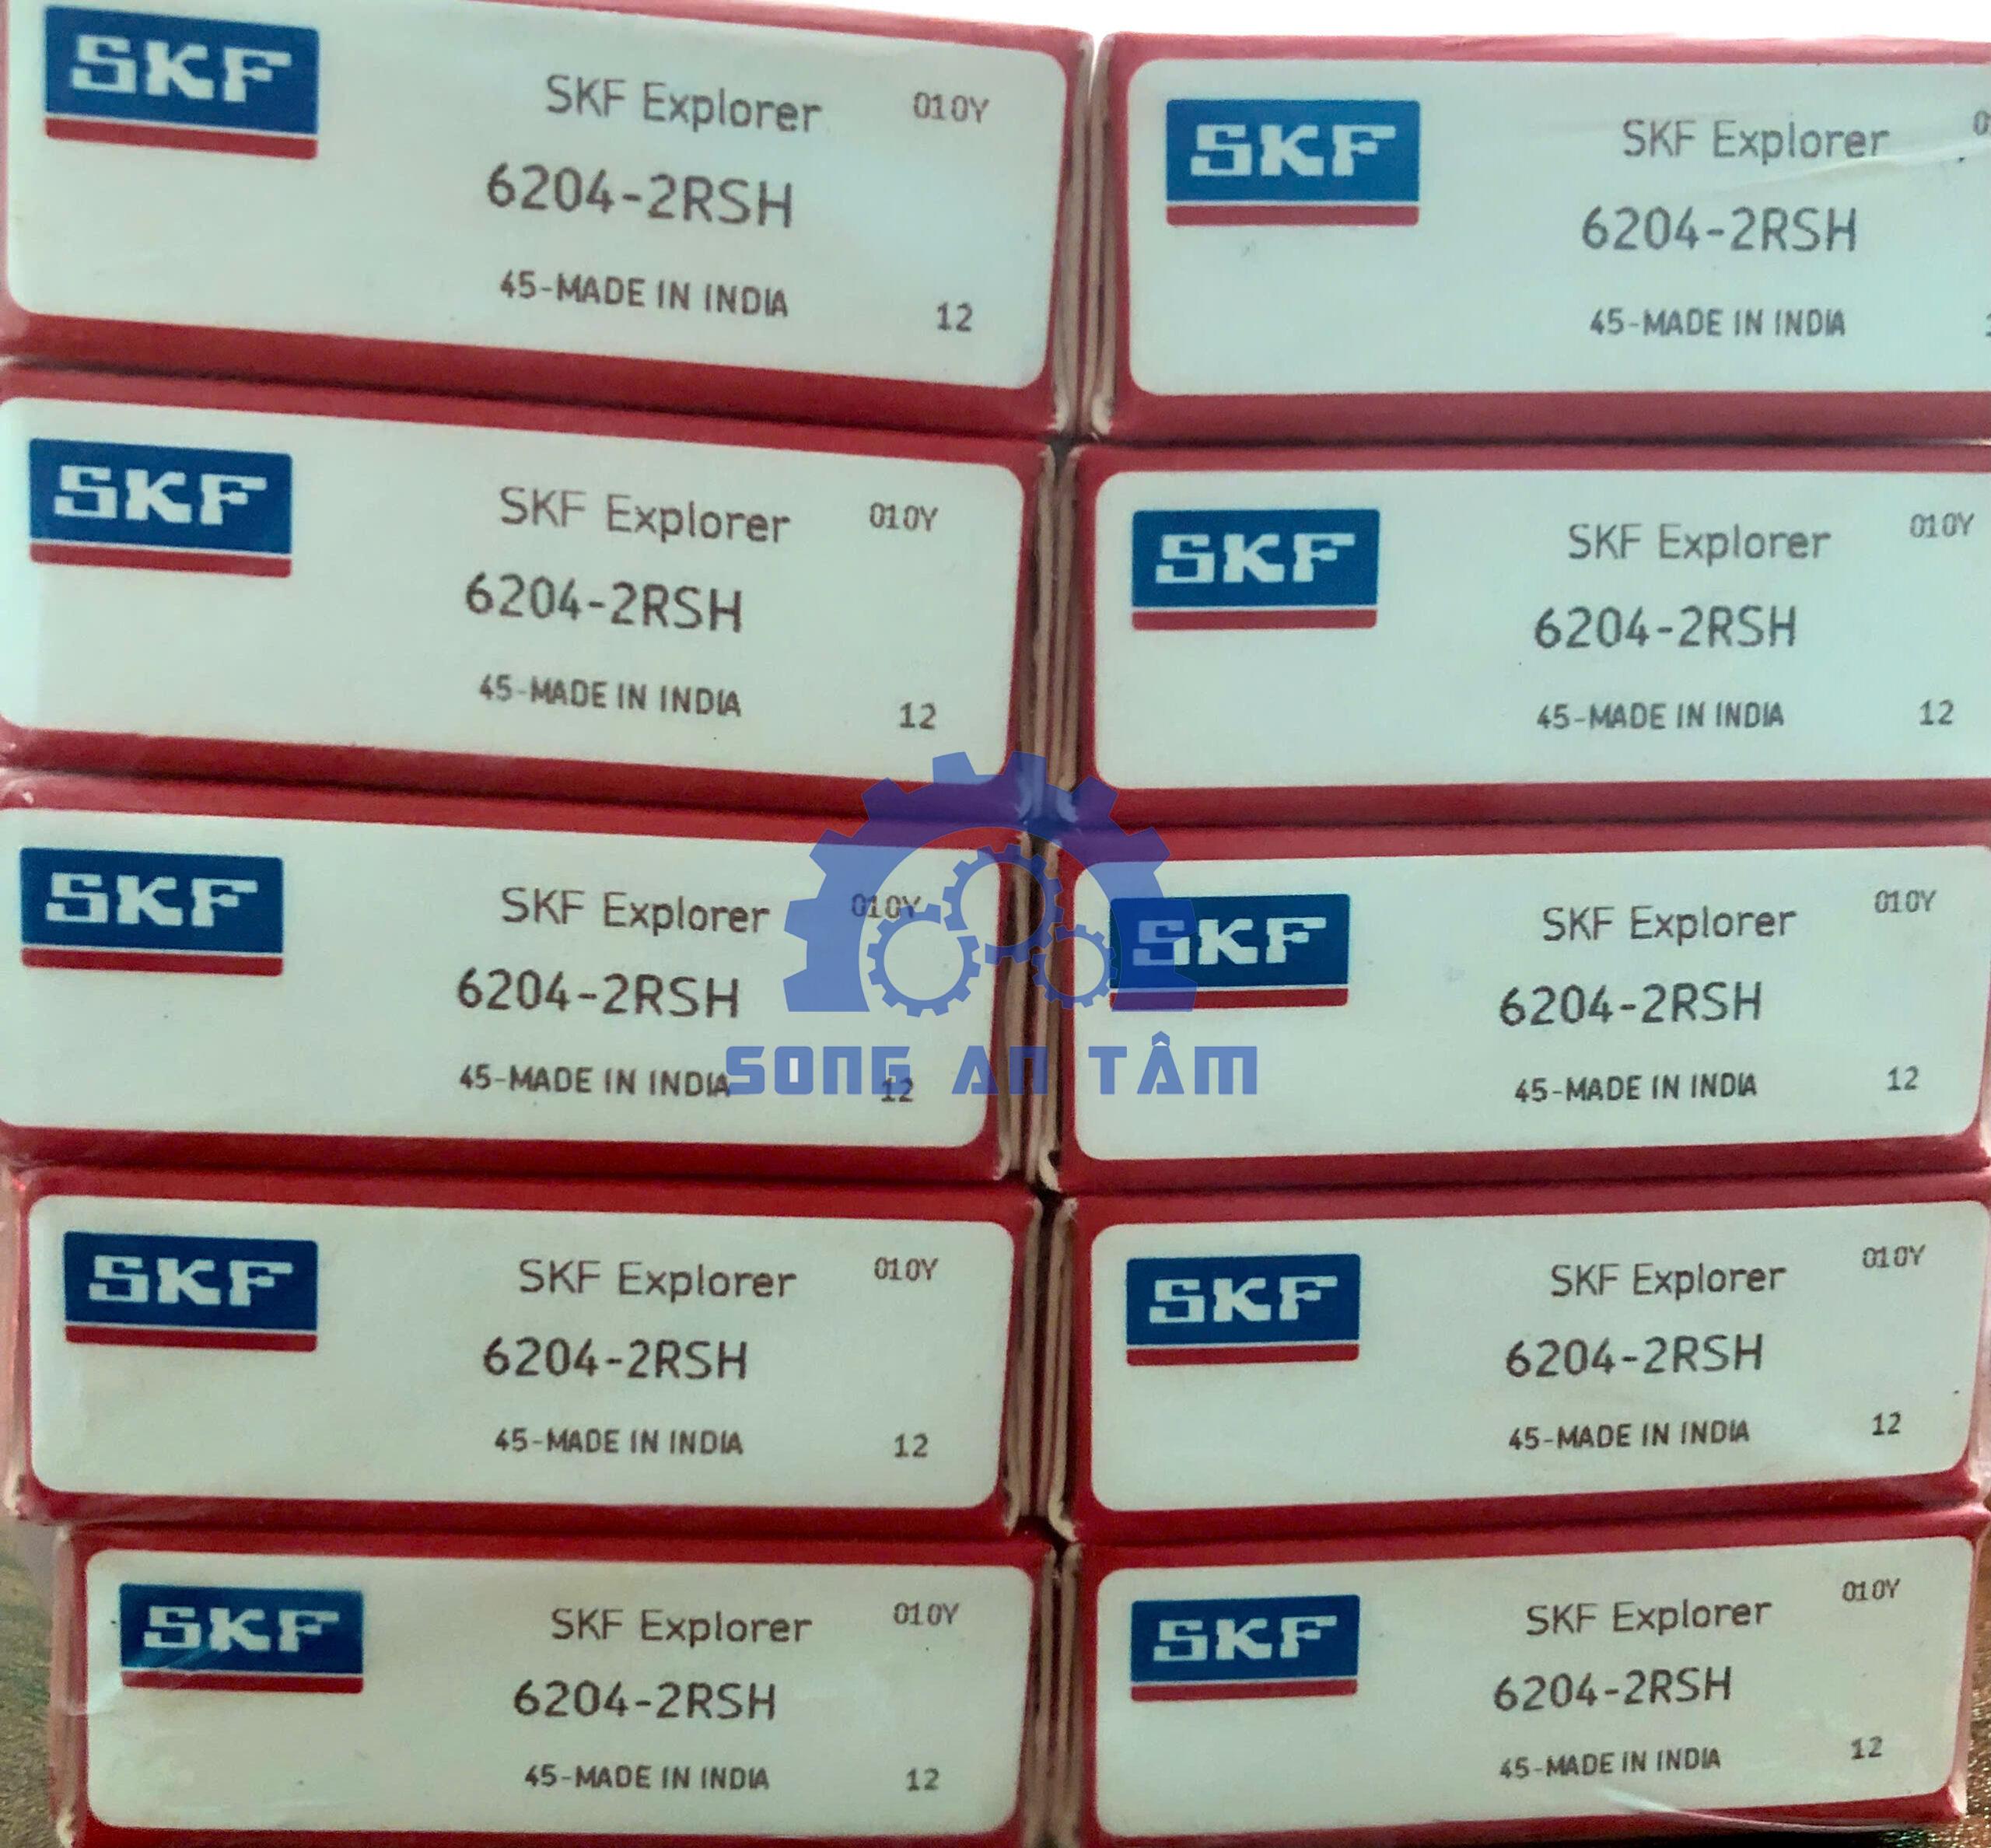 SKF
SKF Explorer
010Y
6204-2RSH
45-MADE IN INDIA
12
SKF
SKF Explorer
6204-2RSH
45-MADE IN INDIA
SKF
SKF Explorer
010Y
6204-2RSH
45-MADE IN INDIA
12
SKF
SKF Explorer
010Y
6204-2RSH
45-MADE IN INDIA
12
SKF
SKF Explorer
010Y
6204-2RSH
45-MADE IN INDIA
12
SKF
SKF Explorer
010Y
6204-2RSH
45-MADE IN INDIA
12
SONG AN TÂM
SKF
SKF Explorer
010Y
6204-2RSH
45-MADE IN INDIA
12
SKF
SKF Explorer
010Y
6204-2RSH
45-MADE IN INDIA
12
SKF
SKF Explorer
010Y
6204-2RSH
45-MADE IN INDIA
12
SKF
SKF Explorer
010Y
6204-2RSH
45-MADE IN INDIA
12